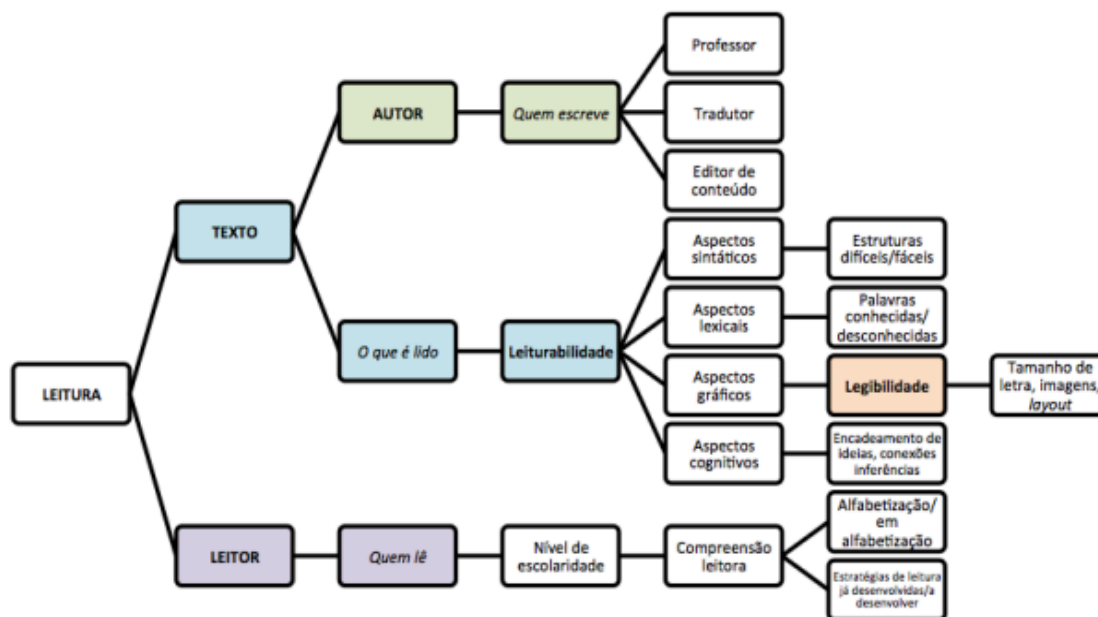 Professor
AUTOR
Quem escreve
Tradutor
Editor de
conteúdo
TEXTO
Aspectos
sintáticos
Estruturas
difíceis/fáceis
O que é lido
Leiturabilidade
Aspectos
lexicais
Palavras
conhecidas/
desconhecidas
LEITURA
Aspectos
gráficos
Legibilidade
Tamanho de
letra, imagens,
layout
Aspectos
cognitivos
Encadeamento de
ideias, conexões
inferências
LEITOR
Quem lê
Nível de
escolaridade
Compreensão
leitora
Alfabetização/
em
alfabetização
Estratégias de leitura
já desenvolvidas/a
desenvolver